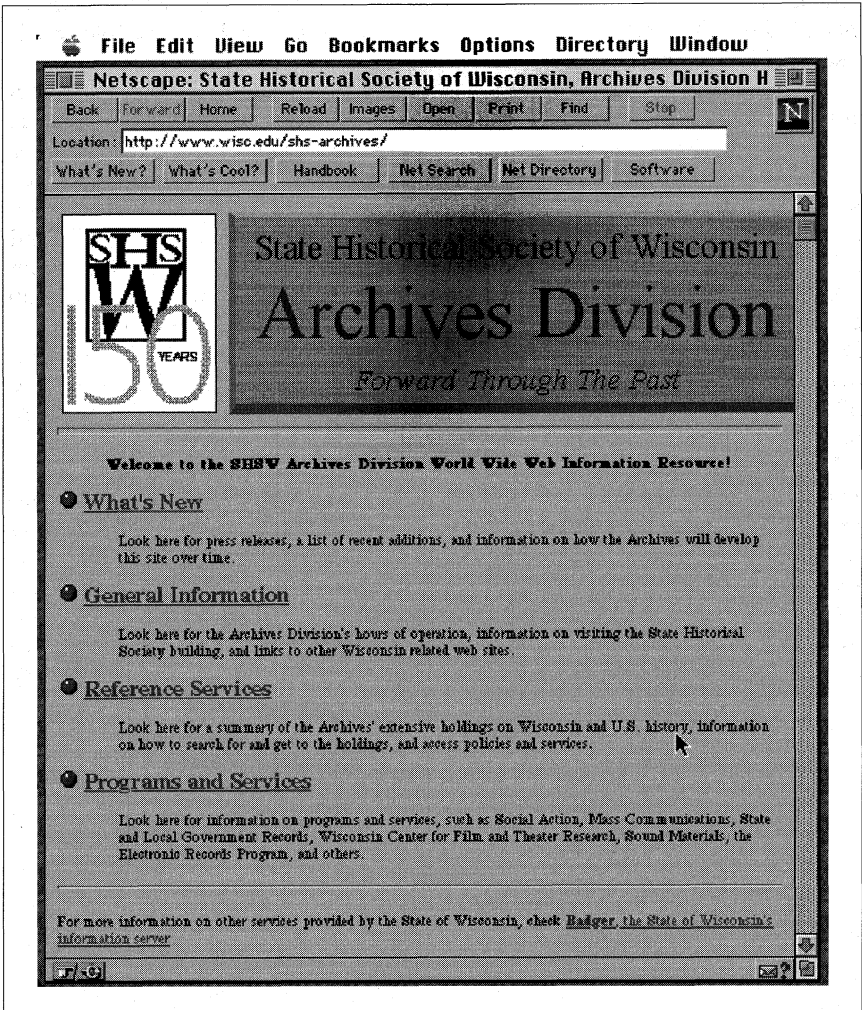 File Edit View Go Bookmarks Options Directory Window
Netscape: State Historical Society of Wisconsin, Archives Division H
Back Forward Home Reload Images Open Print Find Stop
N
Location: http://www.wisc.edu/shs-archives/
What's New? What's Cool? Handbook Net Search Net Directory Software
SHS
W
150
YEARS
State Historical Society of Wisconsin
Archives Division
Forward Through The Past
Welcome to the SHSW Archives Division World Wide Web Information Resource!
What's New
Look here for press releases, a list of recent additions, and information on how the Archives will develop
this site over time.
General Information
Look here for the Archives Division's hours of operation, information on visiting the State Historical
Society building, and links to other Wisconsin related web sites.
Reference Services
Look here for a summary of the Archives' extensive holdings on Wisconsin and U.S. history, information
on how to search for and get to the holdings, and access policies and services.
Programs and Services
Look here for information on programs and services, such as Social Action, Mass Communications, State
and Local Government Records, Wisconsin Center for Film and Theater Research, Sound Materials, the
Electronic Records Program, and others.
For more information on other services provided by the State of Wisconsin, check Badger, the State of Wisconsin's
information server
?